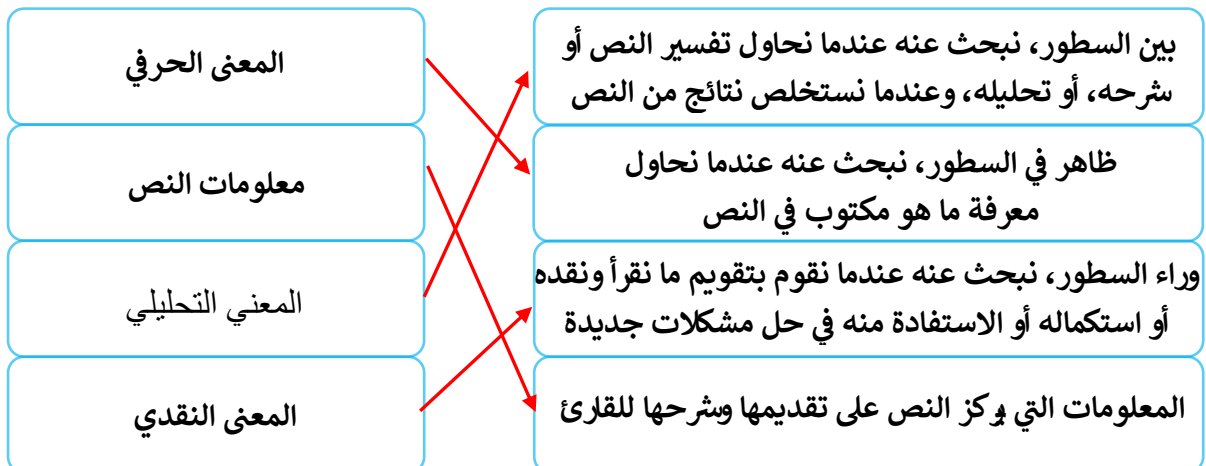 المعنى الحرفي
معلومات النص
المعني التحليلي
المعنى النقدي
بين السطور، نبحث عنه عندما نحاول تفسير النص أو
شرحه، أو تحليله، وعندما نستخلص نتائج من النص
ظاهر في السطور، نبحث عنه عندما نحاول
معرفة ما هو مكتوب في النص
وراء السطور، نبحث عنه عندما نقوم بتقويم ما نقرأ ونقده
أو استكماله أو الاستفادة منه في حل مشكلات جديدة
المعلومات التي يركز النص على تقديمها وشرحها للقارئ